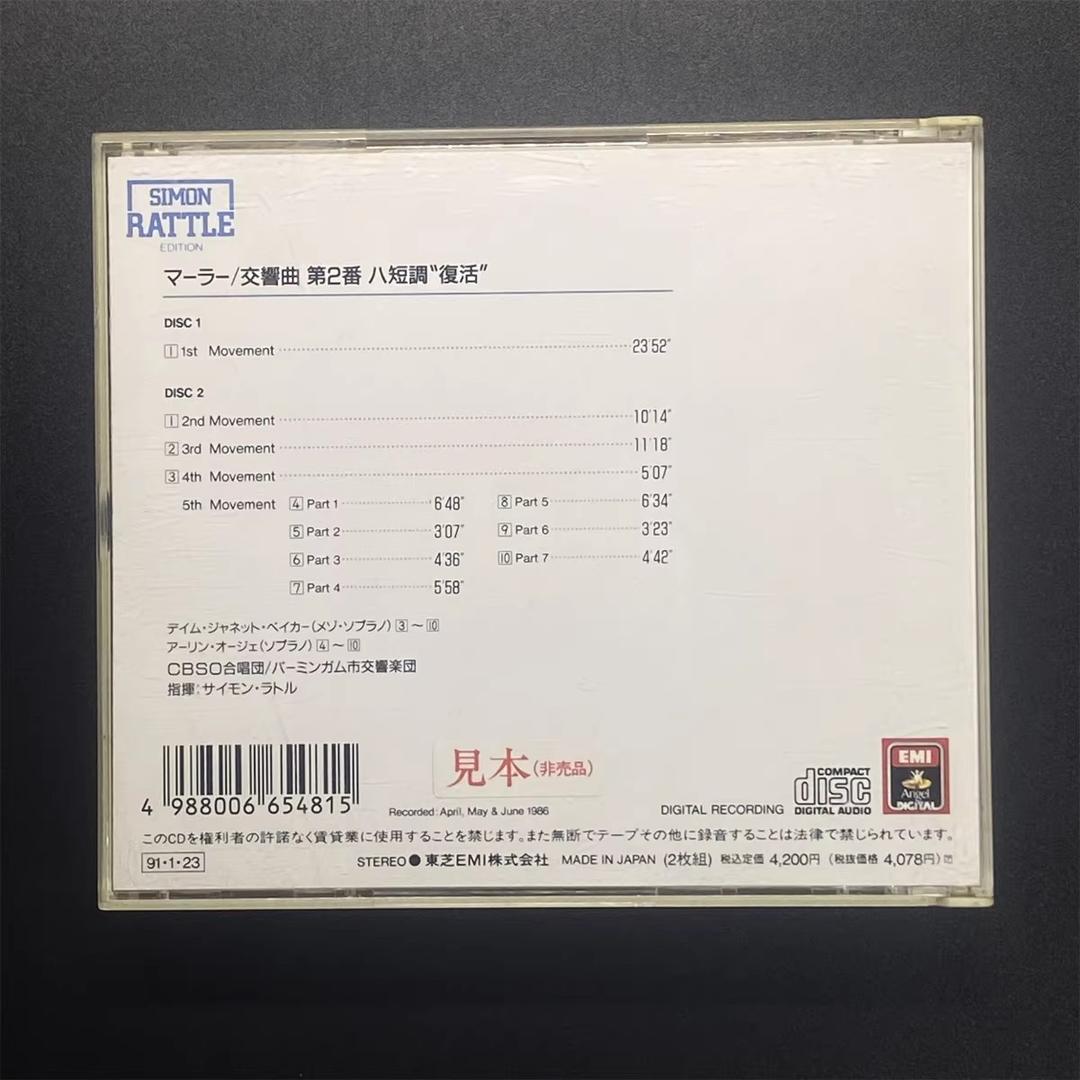 SIMON
RATTLE
EDITION
マーラー/交響曲 第2番 ハ短調“復活”
DISC 1
1 1st Movement 23'52"
DISC 2
1 2nd Movement 10'14"
2 3rd Movement 11'18"
3 4th Movement 5'07"
5th Movement 4 Part 1 6'48" 8 Part 5 6'34"
5 Part 2 3'07" 9 Part 6 3'23"
6 Part 3 4'36" 10 Part 7 4'42"
7 Part 4 5'58"
デイム・ジャネット・ベイカー(メゾ・ソプラノ) 3～10
アーリン・オージェ(ソプラノ) 4～10
CBSO合唱団/バーミンガム市交響楽団
指揮:サイモン・ラトル
4 988006 654815
見本(非売品)
Recorded: April, May & June 1986
DIGITAL RECORDING
COMPACT
disc
DIGITAL AUDIO
EMI
Angel
DIGITAL
このCDを権利者の許諾なく賃貸業に使用することを禁じます。また無断でテープその他に録音することは法律で禁じられています。
91・1・23
STEREO ● 東芝EMI株式会社 MADE IN JAPAN (2枚組) 税込定価 4,200円 (税抜価格 4,078円)